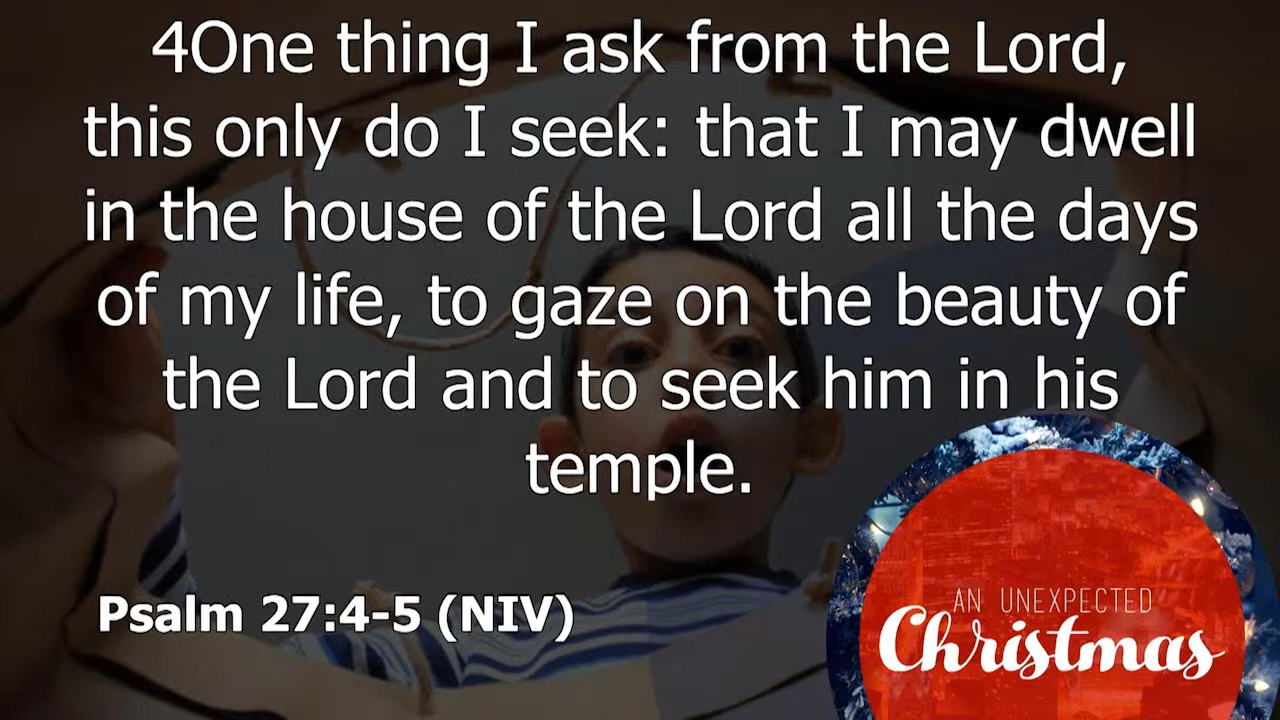 4One thing I ask from the Lord,
this only do I seek: that I may dwell
in the house of the Lord all the days
of my life, to gaze on the beauty of
the Lord and to seek him in his
temple.
Psalm 27:4-5 (NIV)
AN UNEXPECTED
Christmas